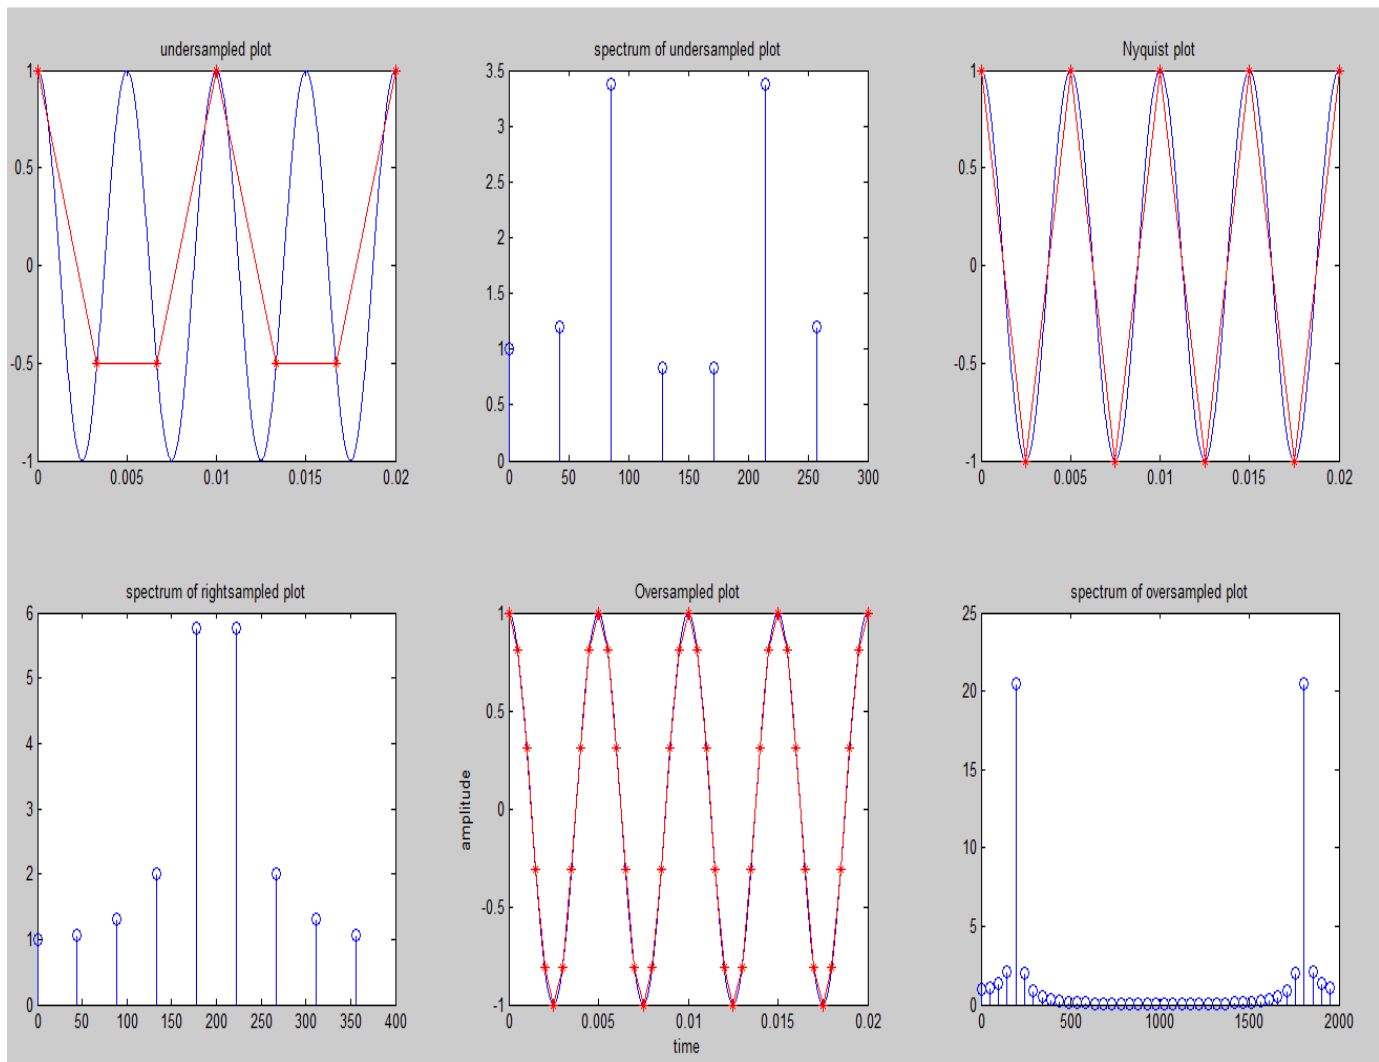 undersampled plot
1
0.5
0
-0.5
-1
0 0.005 0.01 0.015 0.02
spectrum of undersampled plot
3.5
3
2.5
2
1.5
1
0.5
0
0 50 100 150 200 250 300
Nyquist plot
1
0.5
0
-0.5
-1
0 0.005 0.01 0.015 0.02
spectrum of rightsampled plot
6
5
4
3
2
1
0
0 50 100 150 200 250 300 350 400
Oversampled plot
1
0.5
0
-0.5
-1
amplitude
0 0.005 0.01 0.015 0.02
time
spectrum of oversampled plot
25
20
15
10
5
0
0 500 1000 1500 2000